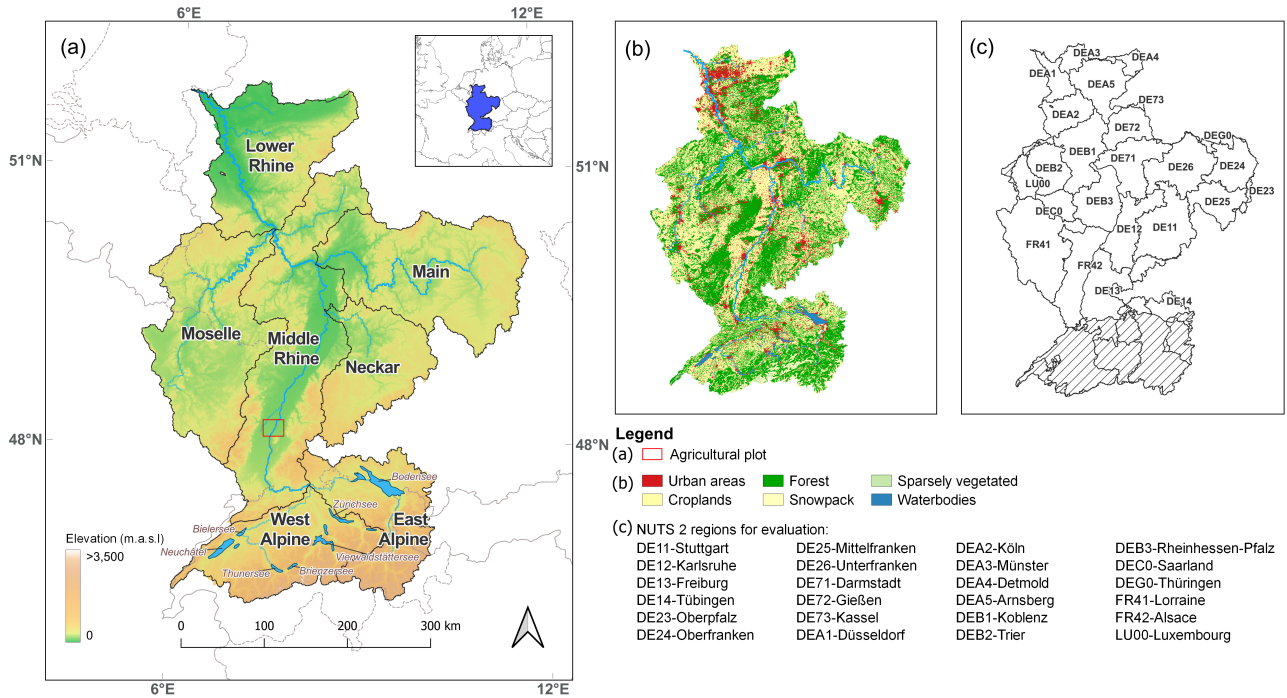 6°E
12°E
(a)
51°N
Lower
Rhine
Main
Moselle
Middle
Rhine
Neckar
48°N
Bodensee
Zürichsee
West
Alpine
East
Alpine
Bielersee
Neuchâtel
Vierwaldstättersee
Thunersee
Brienzersee
Elevation (m.a.s.l)
>3,500
0
0 100 200 300 km
6°E
12°E
(b)
51°N
48°N
(c)
DEA3
DEA4
DEA1
DEA5
DE73
DEA2
DE72
DEG0
DEB1
DE71
DE26
DE24
DEB2
LU00
DE23
DEB3
DE25
DEC0
DE12
DE11
FR41
FR42
DE13
DE14
Legend
(a) Agricultural plot
(b) Urban areas Forest Sparsely vegetated
Croplands Snowpack Waterbodies
(c) NUTS 2 regions for evaluation:
DE11-Stuttgart DE25-Mittelfranken DEA2-Köln DEB3-Rheinhessen-Pfalz
DE12-Karlsruhe DE26-Unterfranken DEA3-Münster DEC0-Saarland
DE13-Freiburg DE71-Darmstadt DEA4-Detmold DEG0-Thüringen
DE14-Tübingen DE72-Gießen DEA5-Arnsberg FR41-Lorraine
DE23-Oberpfalz DE73-Kassel DEB1-Koblenz FR42-Alsace
DE24-Oberfranken DEA1-Düsseldorf DEB2-Trier LU00-Luxembourg